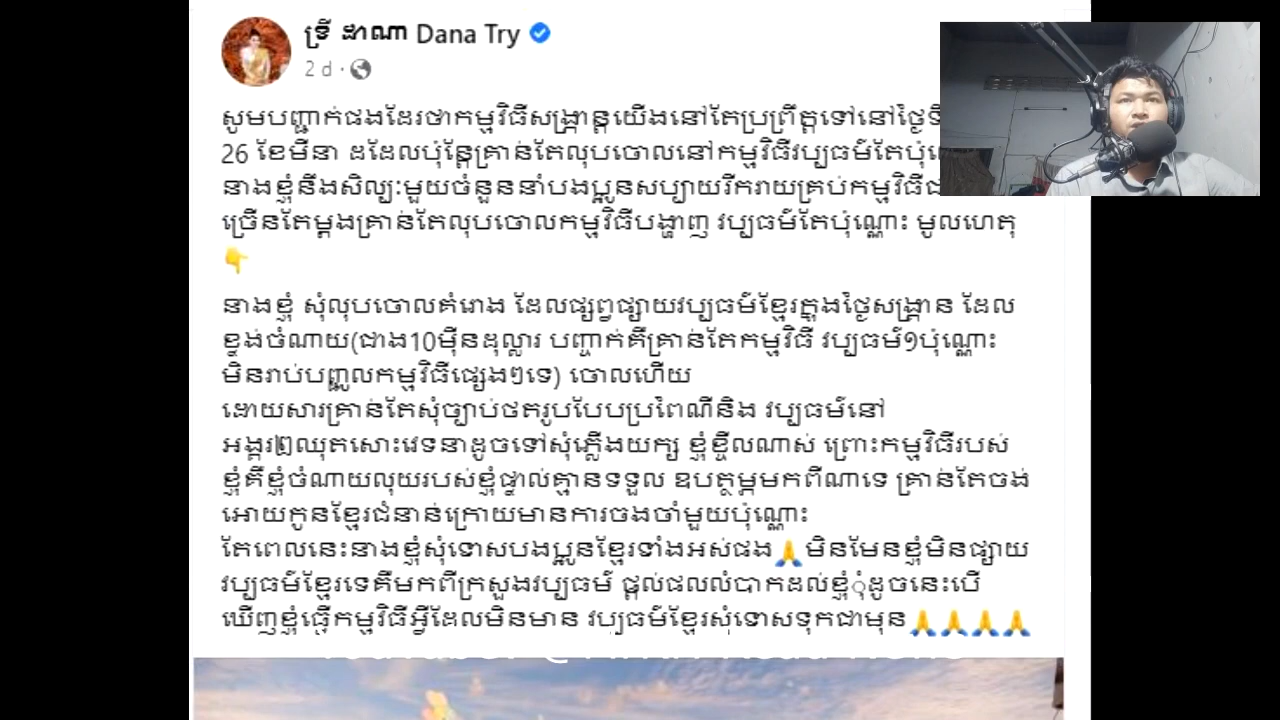 ទ្រី ដាណា Dana Try
2 d ·
សូមបញ្ជាក់ផងដែរថាកម្មវិធីសង្ក្រាន្តយើងនៅតែប្រព្រឹត្តទៅនៅថ្ងៃទី
26 ខែមីនា ដដែលប៉ុន្តែគ្រាន់តែលុបចោលនៅកម្មវិធីវប្បធម៍តែប៉ុ
នាងខ្ញុំនឹងសិល្បៈមួយចំនួននាំបងប្អូនសប្បាយរីករាយគ្រប់កម្មវិធីជា
ច្រើនតែម្តងគ្រាន់តែលុបចោលកម្មវិធីបង្ហាញ វប្បធម៍តែប៉ុណ្ណោះ មូលហេតុ
👇
នាងខ្ញុំ សុំលុបចោលគំរោង ដែលផ្សព្វផ្សាយវប្បធម៍ខ្មែរក្នុងថ្ងៃសង្ក្រាន ដែល
ខ្ទង់ចំណាយ(ជាង10ម៉ឺនដុល្លារ បញ្ចាក់គឺគ្រាន់តែកម្មវិធី វប្បធម៍១ប៉ុណ្ណោះ
មិនរាប់បញ្ចូលកម្មវិធីផ្សេងៗទេ) ចោលហើយ
ដោយសារគ្រាន់តែសុំច្បាប់ថតរូបបែបប្រពៃណីនិង វប្បធម៍នៅ
អង្គរ២ឈុតសោះវេទនាដូចទៅសុំភ្លើងយក្ស ខ្ញុំខ្ចីលណាស់ ព្រោះកម្មវិធីរបស់
ខ្ញុំគឺខ្ញុំចំណាយលុយរបស់ខ្ញុំផ្ទាល់គ្មានទទួល ឧបត្ថម្ភមកពីណាទេ គ្រាន់តែចង់
អោយកូនខ្មែរជំនាន់ក្រោយមានការចងចាំមួយប៉ុណ្ណោះ
តែពេលនេះនាងខ្ញុំសុំទោសបងប្អូនខ្មែរទាំងអស់ផង🙏មិនមែនខ្ញុំមិនផ្សាយ
វប្បធម៍ខ្មែរទេគឺមកពីក្រសួងវប្បធម៍ ផ្តល់ផលលំបាកដល់ខ្ញុំុំដូចនេះបើ
ឃើញខ្ញុំធ្វើកម្មវិធីអ្វីដែលមិនមាន វប្បធម៍ខ្មែរសុំទោសទុកជាមុន🙏🙏🙏🙏